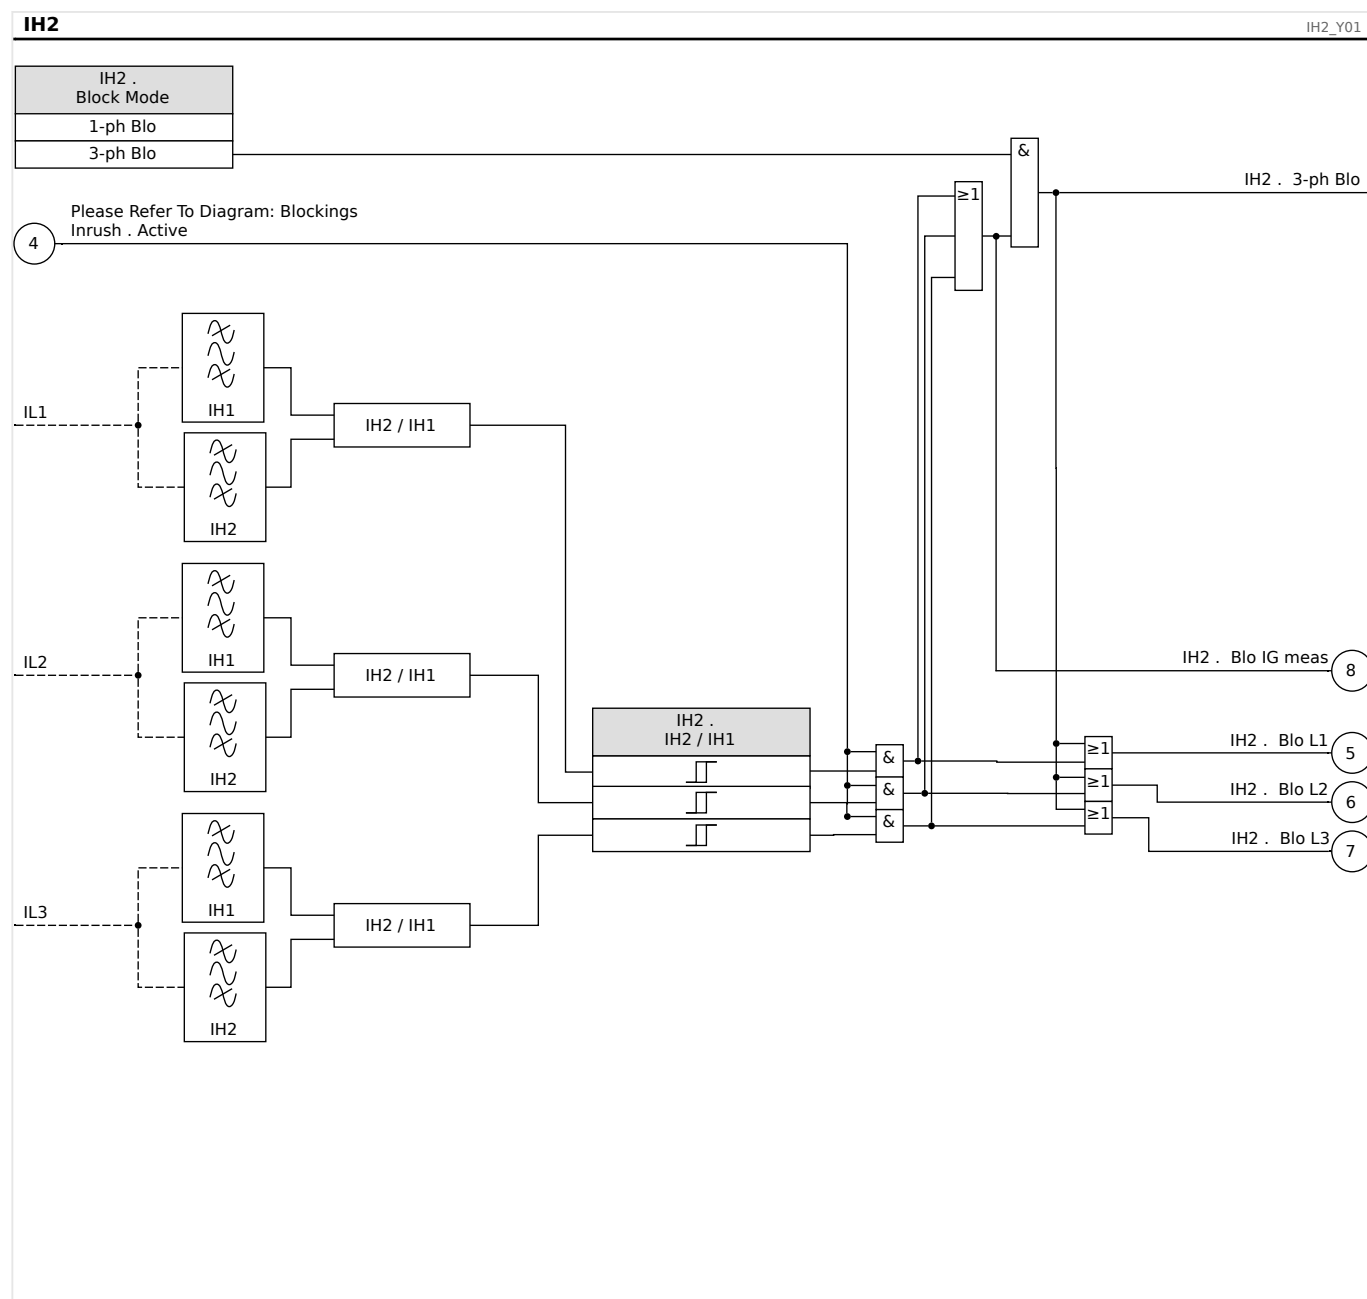 IH2
IH2_Y01
IH2 .
Block Mode
1-ph Blo
3-ph Blo
&
IH2 . 3-ph Blo
≥1
Please Refer To Diagram: Blockings
Inrush . Active
4
IH1
IL1
IH2 / IH1
IH2
IH1
IL2
IH2 / IH1
IH2
IH2 . Blo IG meas
8
IH2 .
IH2 / IH1
&
&
&
≥1
≥1
≥1
IH2 . Blo L1
5
IH2 . Blo L2
6
IH2 . Blo L3
7
IH1
IL3
IH2 / IH1
IH2